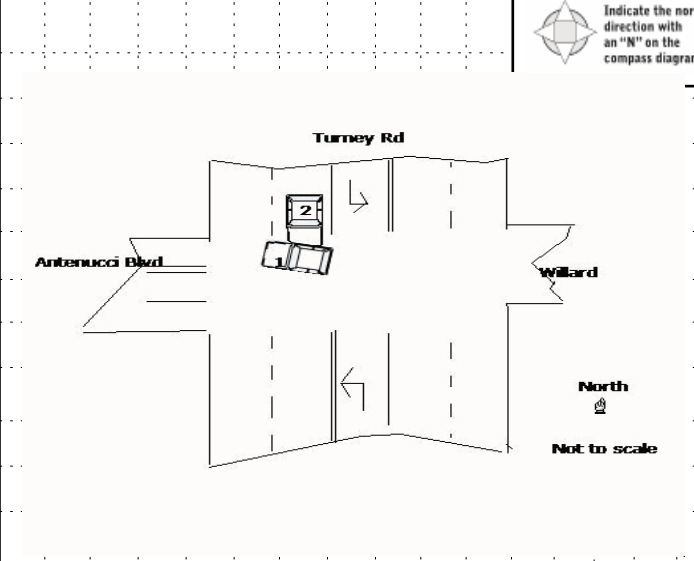 Indicate the nor
direction with
an "N" on the
compass diagran
Turney Rd
2
Antenucci Blvd
1
Willard
North
Not to scale